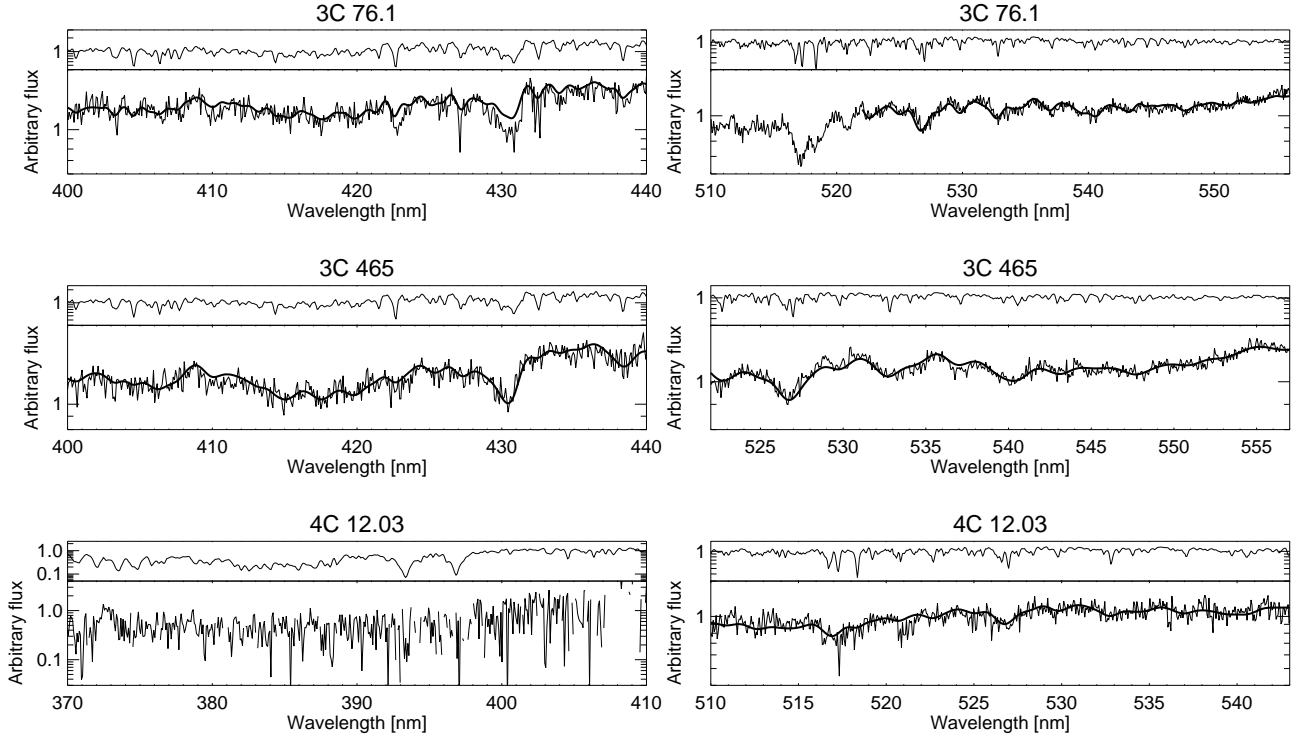 3C 76.1
3C 76.1
1
1
Arbitrary flux
400 410 420 430 440
Wavelength [nm]
1
1
Arbitrary flux
510 520 530 540 550
Wavelength [nm]
3C 465
3C 465
1
1
Arbitrary flux
400 410 420 430 440
Wavelength [nm]
1
1
Arbitrary flux
525 530 535 540 545 550 555
Wavelength [nm]
4C 12.03
4C 12.03
1.0
0.1
1.0
0.1
Arbitrary flux
370 380 390 400 410
Wavelength [nm]
1
1
Arbitrary flux
510 515 520 525 530 535 540
Wavelength [nm]